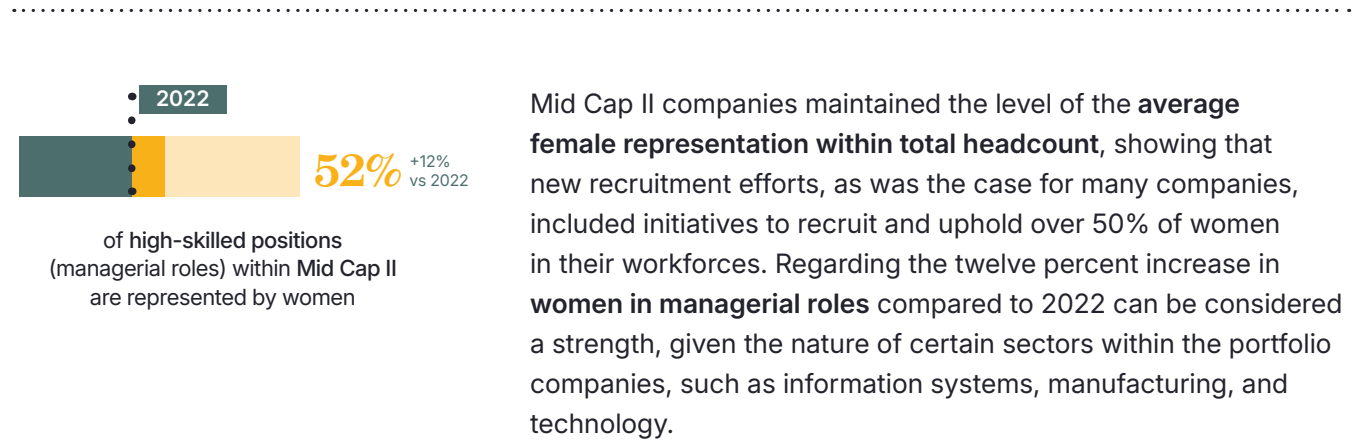 2022
52%
+12%
vs 2022
of high-skilled positions
(managerial roles) within Mid Cap II
are represented by women
Mid Cap II companies maintained the level of the average
female representation within total headcount, showing that
new recruitment efforts, as was the case for many companies,
included initiatives to recruit and uphold over 50% of women
in their workforces. Regarding the twelve percent increase in
women in managerial roles compared to 2022 can be considered
a strength, given the nature of certain sectors within the portfolio
companies, such as information systems, manufacturing, and
technology.